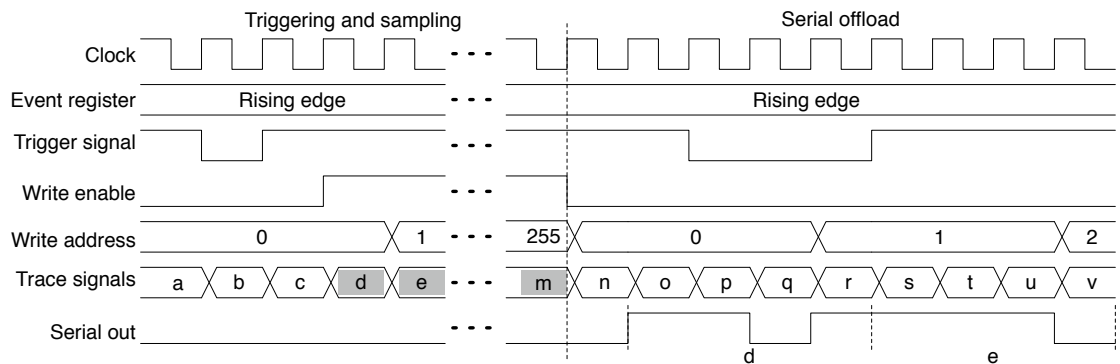 Triggering and sampling Serial offload
Clock
Event register Rising edge Rising edge
Trigger signal
Write enable
Write address 0 1 255 0 1 2
Trace signals a b c d e m n o p q r s t u v
Serial out
d e